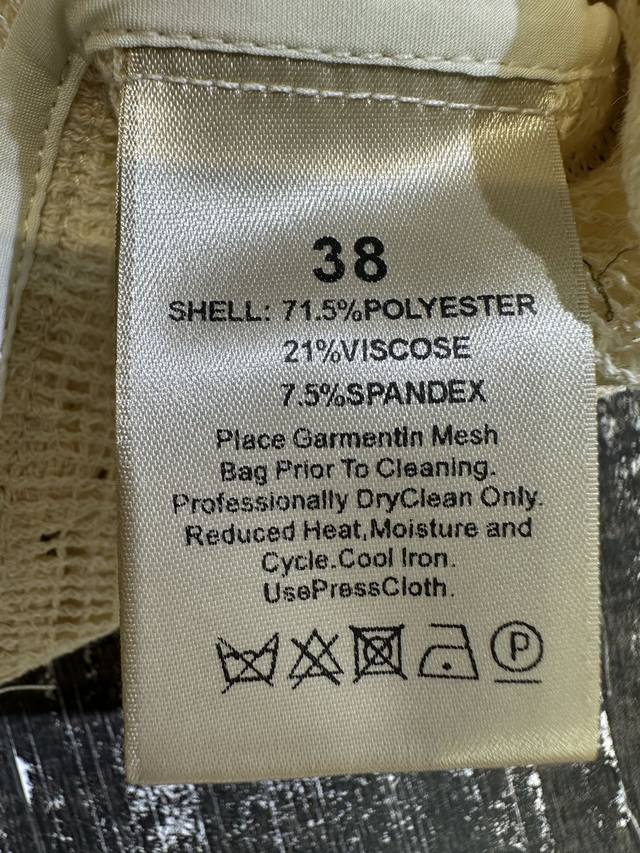 38
SHELL: 71.5%POLYESTER
21%VISCOSE
7.5%SPANDEX
Place GarmentIn Mesh
Bag Prior To Cleaning.
Professionally DryClean Only.
Reduced Heat,Moisture and
Cycle.Cool Iron.
UsePressCloth.
P